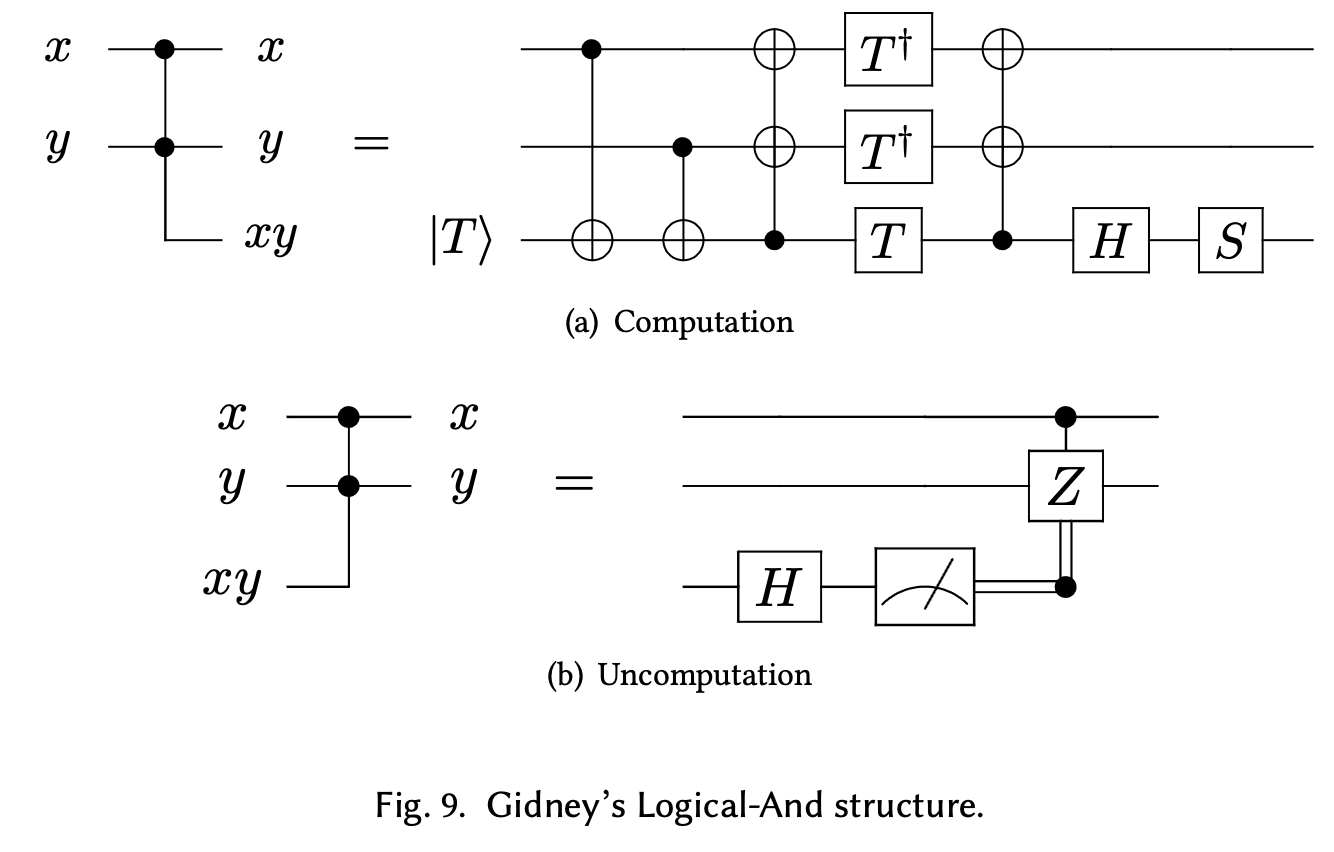 x x T†
y y = T†
xy |T⟩ T H S
(a) Computation
x x
y y = Z
xy H
(b) Uncomputation
Fig. 9. Gidney's Logical-And structure.